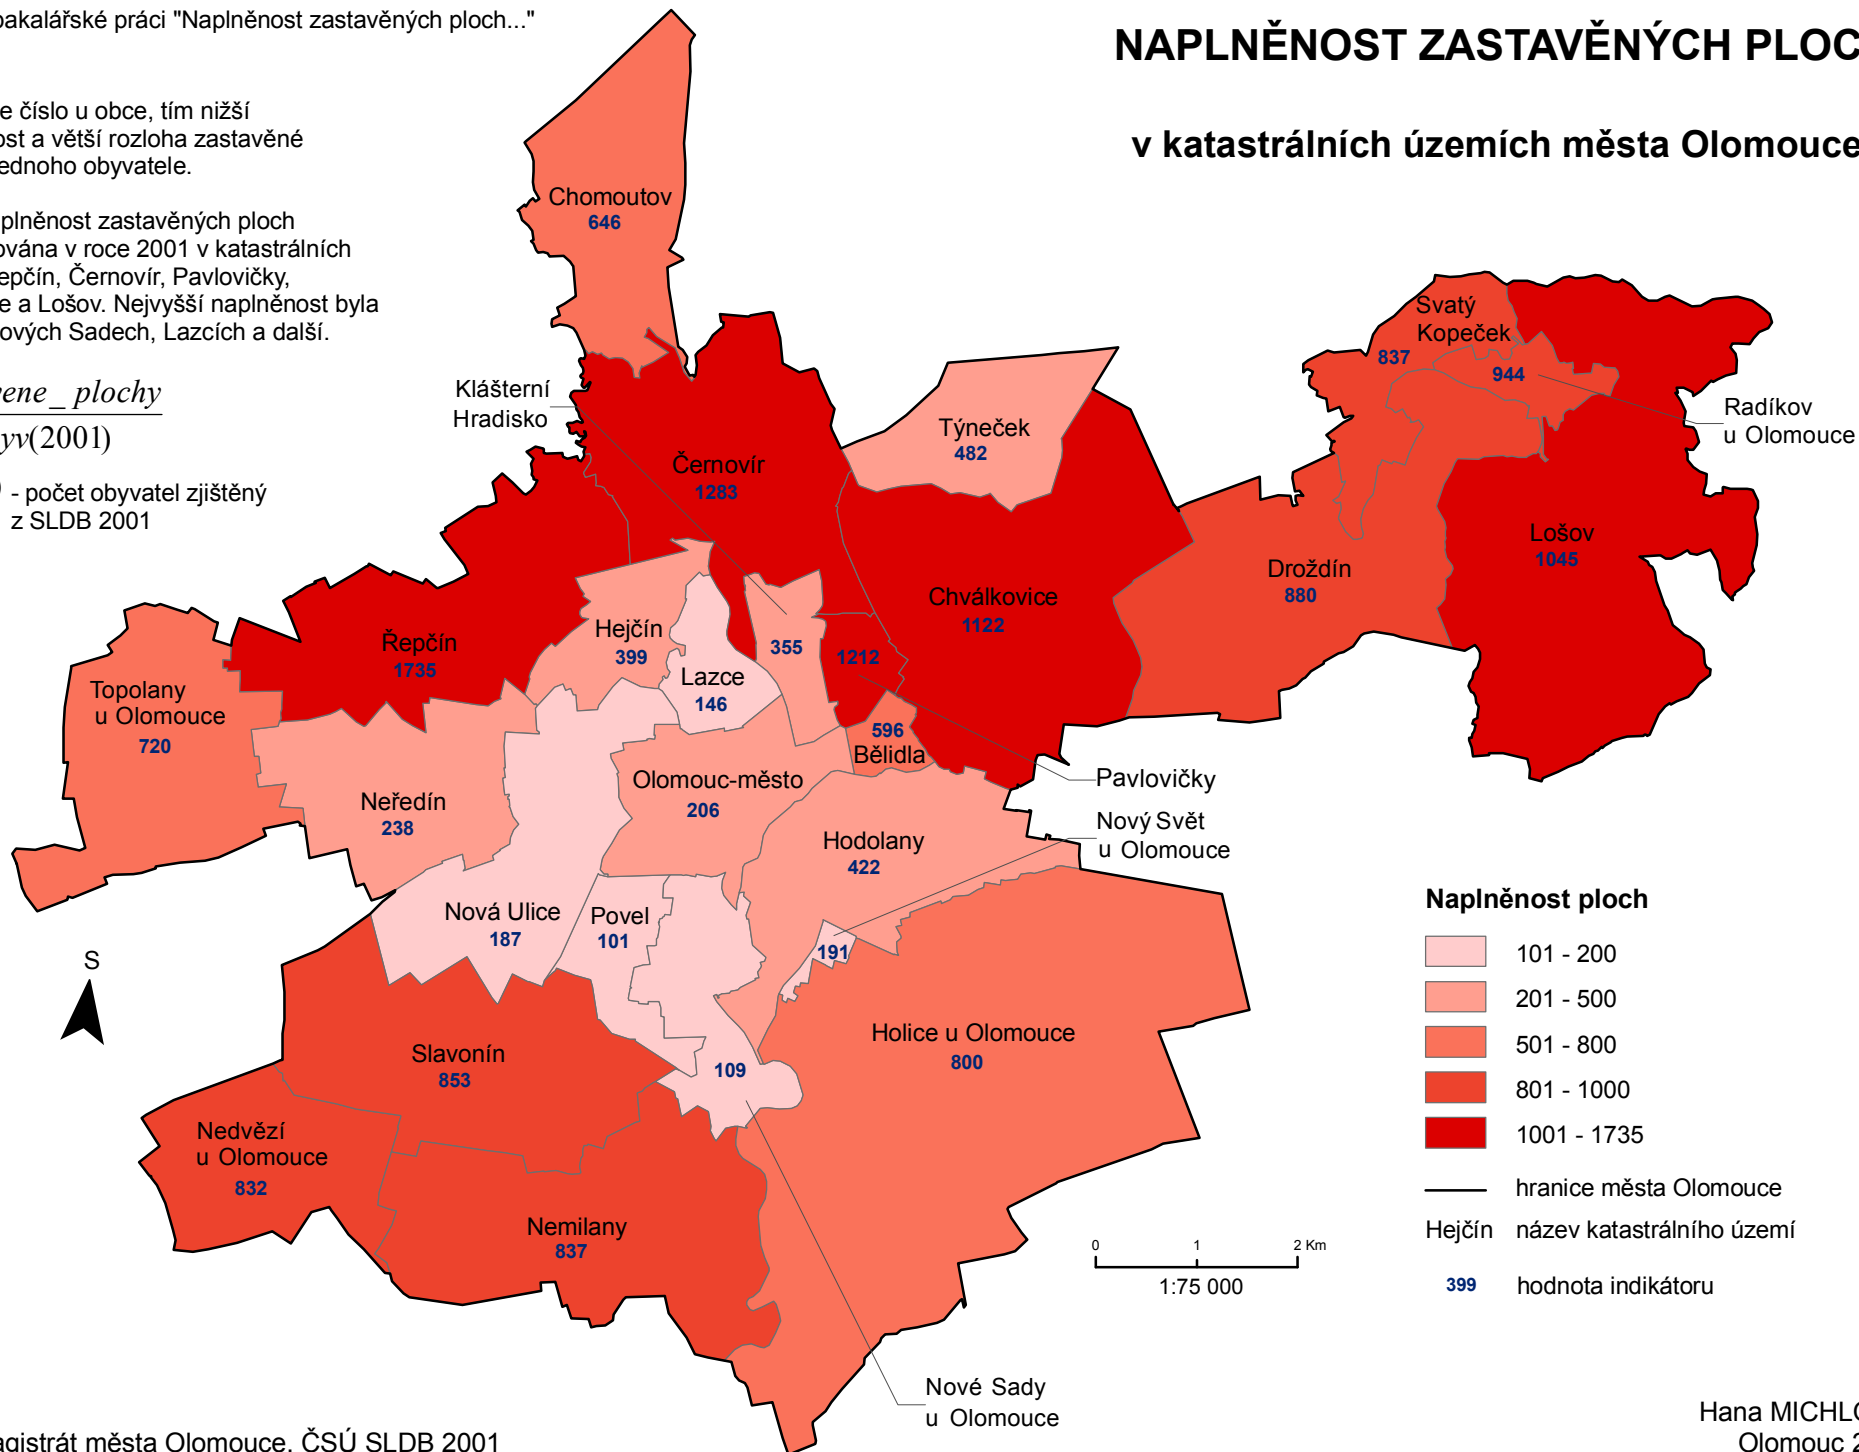 bakalářské práci "Naplněnost zastavěných ploch..."
NAPLNĚNOST ZASTAVĚNÝCH PLOC
v katastrálních územích města Olomouce
e číslo u obce, tím nižší
ost a větší rozloha zastavěné
ednoho obyvatele.
plněnost zastavěných ploch
ována v roce 2001 v katastrálních
epčín, Černovír, Pavlovičky,
e a Lošov. Nejvyšší naplněnost byla
ových Sadech, Lazcích a další.
vene_ plochy
yv(2001)
) - počet obyvatel zjištěný
z SLDB 2001
Chomoutov
646
Klášterní
Hradisko
Černovír
1283
Týneček
482
Svatý
Kopeček
837
944
Radíkov
u Olomouce
Lošov
1045
Droždín
880
Chválkovice
1122
Řepčín
1735
Hejčín
399
Lazce
146
355
1212
Topolany
u Olomouce
720
596
Bělidla
Pavlovičky
Olomouc-město
206
Neředín
238
Hodolany
422
Nový Svět
u Olomouce
Nová Ulice
187
Povel
101
191
Holice u Olomouce
800
S
Slavonín
853
109
Nedvězí
u Olomouce
832
Nemilany
837
Nové Sady
u Olomouce
Naplněnost ploch
101 - 200
201 - 500
501 - 800
801 - 1000
1001 - 1735
hranice města Olomouce
Hejčín název katastrálního území
399 hodnota indikátoru
0 1 2 Km
1:75 000
agistrát města Olomouce, ČSÚ SLDB 2001
Hana MICHLO
Olomouc 2